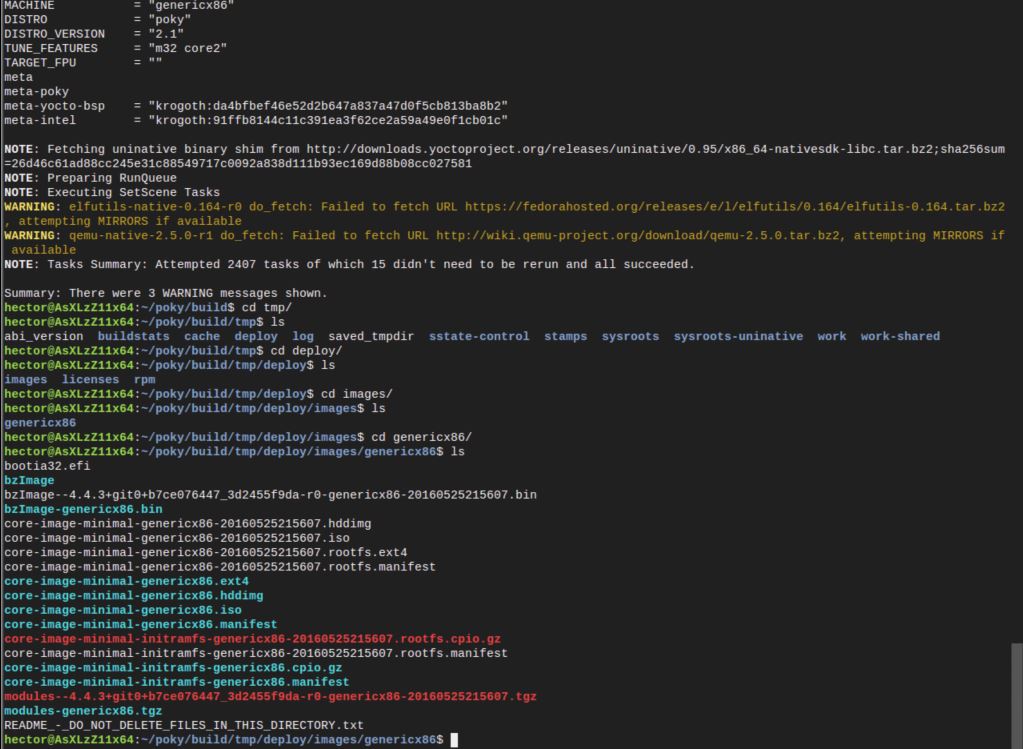 MACHINE           = "genericx86"
DISTRO            = "poky"
DISTRO_VERSION    = "2.1"
TUNE_FEATURES     = "m32 core2"
TARGET_FPU        = ""
meta
meta-poky
meta-yocto-bsp    = "krogoth:da4bfbef46e52d2b647a837a47d0f5cb813ba8b2"
meta-intel        = "krogoth:91ffb8144c11c391ea3f62ce2a59a49e0f1cb01c"
NOTE: Fetching uninative binary shim from http://downloads.yoctoproject.org/releases/uninative/0.95/x86_64-nativesdk-libc.tar.bz2;sha256sum
=26d46c61ad88cc245e31c88549717c0092a838d111b93ec169d88b08cc027581
NOTE: Preparing RunQueue
NOTE: Executing SetScene Tasks
WARNING: elfutils-native-0.164-r0 do_fetch: Failed to fetch URL https://fedorahosted.org/releases/e/l/elfutils/0.164/elfutils-0.164.tar.bz2
, attempting MIRRORS if available
WARNING: qemu-native-2.5.0-r1 do_fetch: Failed to fetch URL http://wiki.qemu-project.org/download/qemu-2.5.0.tar.bz2, attempting MIRRORS if
 available
NOTE: Tasks Summary: Attempted 2407 tasks of which 15 didn't need to be rerun and all succeeded.
Summary: There were 3 WARNING messages shown.
hector@AsXLzZ11x64:~/poky/build$ cd tmp/
hector@AsXLzZ11x64:~/poky/build/tmp$ ls
abi_version  buildstats  cache  deploy  log  saved_tmpdir  sstate-control  stamps  sysroots  sysroots-uninative  work  work-shared
hector@AsXLzZ11x64:~/poky/build/tmp$ cd deploy/
hector@AsXLzZ11x64:~/poky/build/tmp/deploy$ ls
images  licenses  rpm
hector@AsXLzZ11x64:~/poky/build/tmp/deploy$ cd images/
hector@AsXLzZ11x64:~/poky/build/tmp/deploy/images$ ls
genericx86
hector@AsXLzZ11x64:~/poky/build/tmp/deploy/images$ cd genericx86/
hector@AsXLzZ11x64:~/poky/build/tmp/deploy/images/genericx86$ ls
bootia32.efi
bzImage
bzImage--4.4.3+git0+b7ce076447_3d2455f9da-r0-genericx86-20160525215607.bin
bzImage-genericx86.bin
core-image-minimal-genericx86-20160525215607.hddimg
core-image-minimal-genericx86-20160525215607.iso
core-image-minimal-genericx86-20160525215607.rootfs.ext4
core-image-minimal-genericx86-20160525215607.rootfs.manifest
core-image-minimal-genericx86.ext4
core-image-minimal-genericx86.hddimg
core-image-minimal-genericx86.iso
core-image-minimal-genericx86.manifest
core-image-minimal-initramfs-genericx86-20160525215607.rootfs.cpio.gz
core-image-minimal-initramfs-genericx86-20160525215607.rootfs.manifest
core-image-minimal-initramfs-genericx86.cpio.gz
core-image-minimal-initramfs-genericx86.manifest
modules--4.4.3+git0+b7ce076447_3d2455f9da-r0-genericx86-20160525215607.tgz
modules-genericx86.tgz
README_-_DO_NOT_DELETE_FILES_IN_THIS_DIRECTORY.txt
hector@AsXLzZ11x64:~/poky/build/tmp/deploy/images/genericx86$